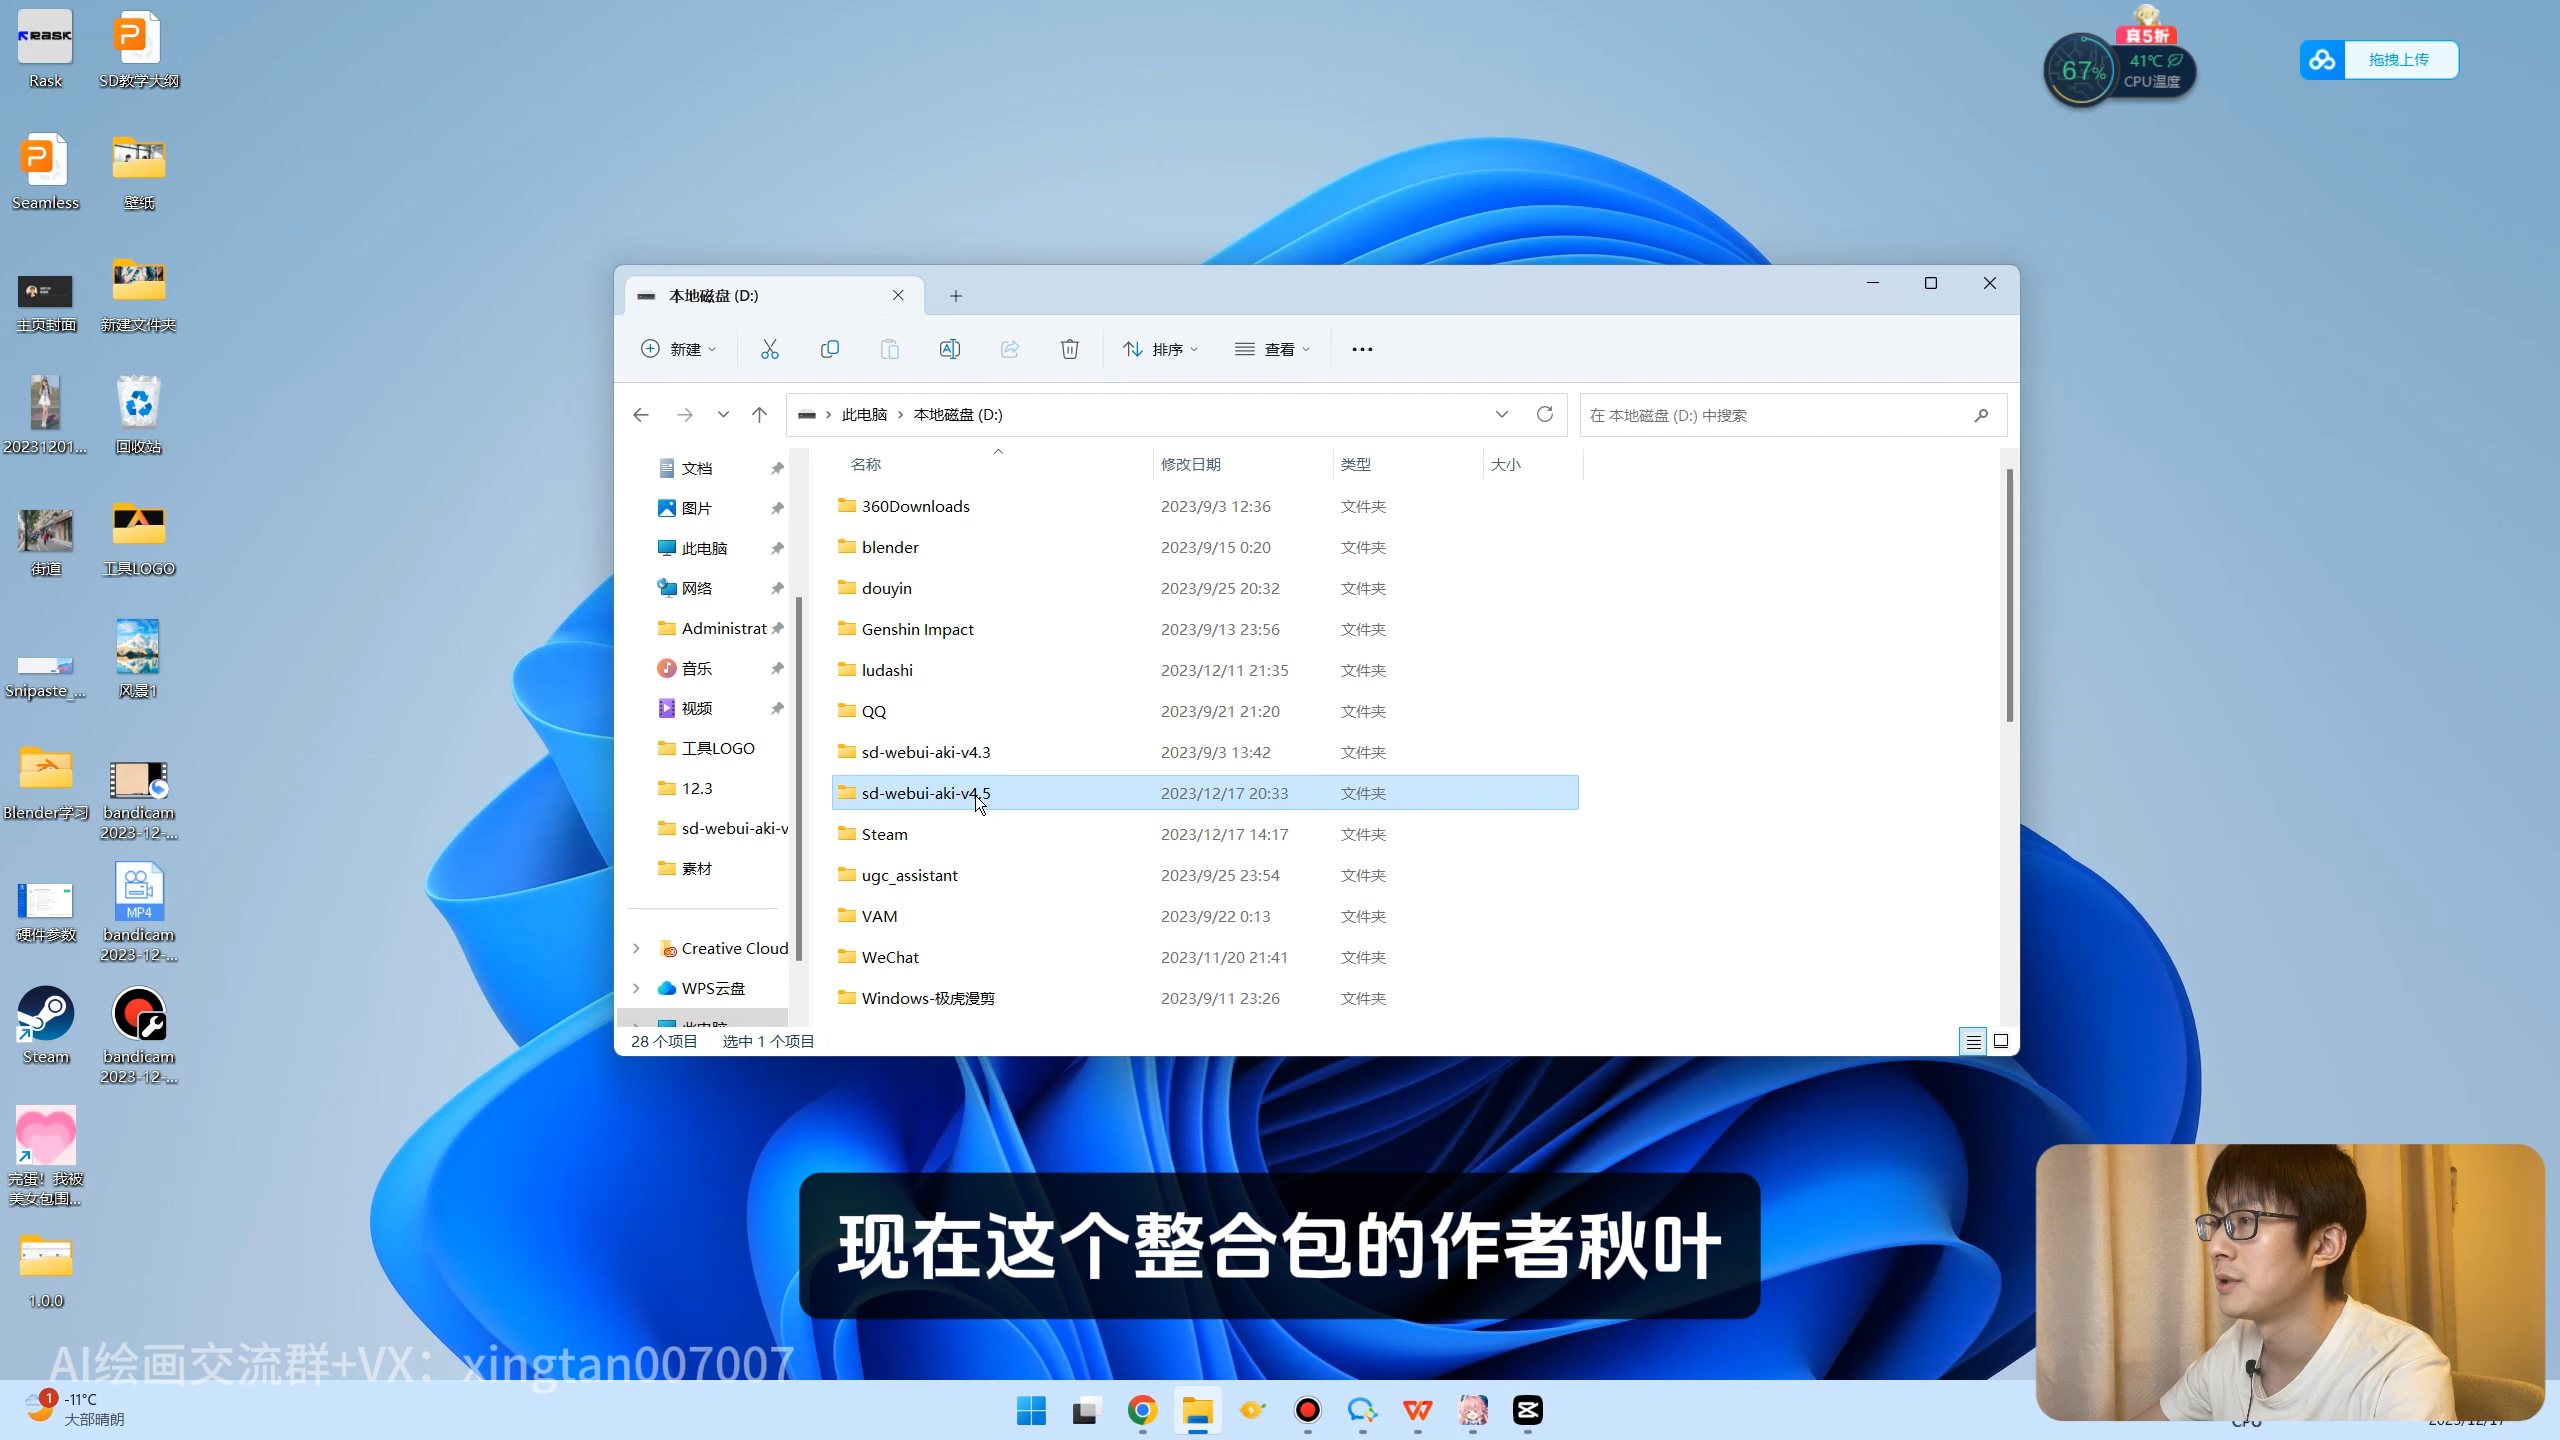 RASK
Rask
SD教学大纲
Seamless
壁纸
主页封面
新建文件夹
20231201...
回收站
街道
工具LOGO
Snipaste_...
风景1
Blender学习
bandicam
2023-12-...
硬件参数
MP4
bandicam
2023-12-...
Steam
bandicam
2023-12-...
完蛋！我被
美女包围...
1.0.0
真5折
67%
41℃
CPU温度
拖拽上传
本地磁盘 (D:)
新建
排序
查看
此电脑
本地磁盘 (D:)
在 本地磁盘 (D:) 中搜索
文档
图片
此电脑
网络
Administrat
音乐
视频
工具LOGO
12.3
sd-webui-aki-v
素材
Creative Cloud
WPS云盘
此电脑
名称 修改日期 类型 大小
360Downloads 2023/9/3 12:36 文件夹
blender 2023/9/15 0:20 文件夹
douyin 2023/9/25 20:32 文件夹
Genshin Impact 2023/9/13 23:56 文件夹
ludashi 2023/12/11 21:35 文件夹
QQ 2023/9/21 21:20 文件夹
sd-webui-aki-v4.3 2023/9/3 13:42 文件夹
sd-webui-aki-v4.5 2023/12/17 20:33 文件夹
Steam 2023/12/17 14:17 文件夹
ugc_assistant 2023/9/25 23:54 文件夹
VAM 2023/9/22 0:13 文件夹
WeChat 2023/11/20 21:41 文件夹
Windows-极虎漫剪 2023/9/11 23:26 文件夹
28 个项目 选中 1 个项目
现在这个整合包的作者秋叶
AI绘画交流群+VX：xingtan007007
1
-11°C
大部晴朗
CPU
2023/12/17